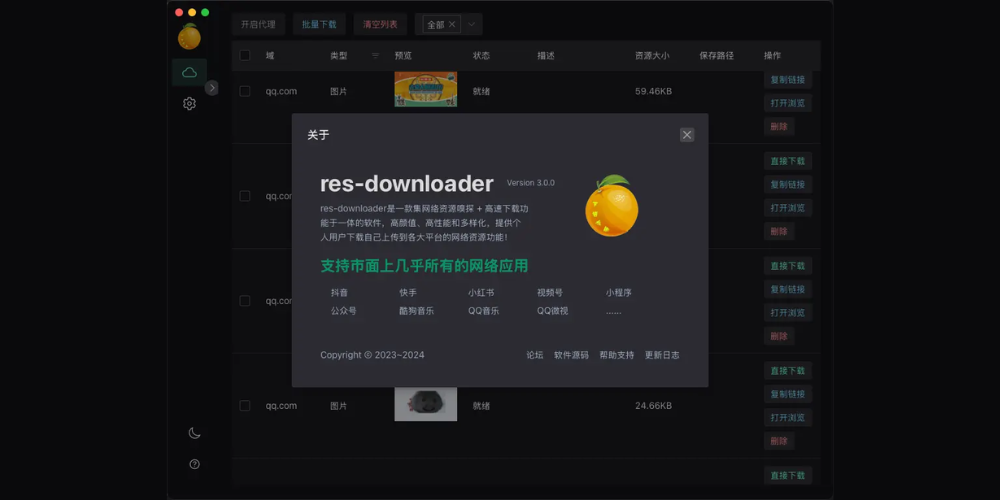 开启代理 批量下载 清空列表 全部
域 类型 预览 状态 描述 资源大小 保存路径 操作
qq.com 图片 就绪 59.46KB
复制链接
打开浏览
删除
关于
res-downloader Version 3.0.0
res-downloader是一款集网络资源嗅探 + 高速下载功
能于一体的软件，高颜值、高性能和多样化，提供个
人用户下载自己上传到各大平台的网络资源功能！
支持市面上几乎所有的网络应用
抖音 快手 小红书 视频号 小程序
公众号 酷狗音乐 QQ音乐 QQ微视 ......
Copyright © 2023~2024 论坛 软件源码 帮助支持 更新日志
直接下载
复制链接
qq.co
打开浏览
删除
直接下载
复制链接
qq.co
打开浏览
删除
直接下载
复制链接
qq.com 图片 就绪 24.66KB
打开浏览
删除
直接下载